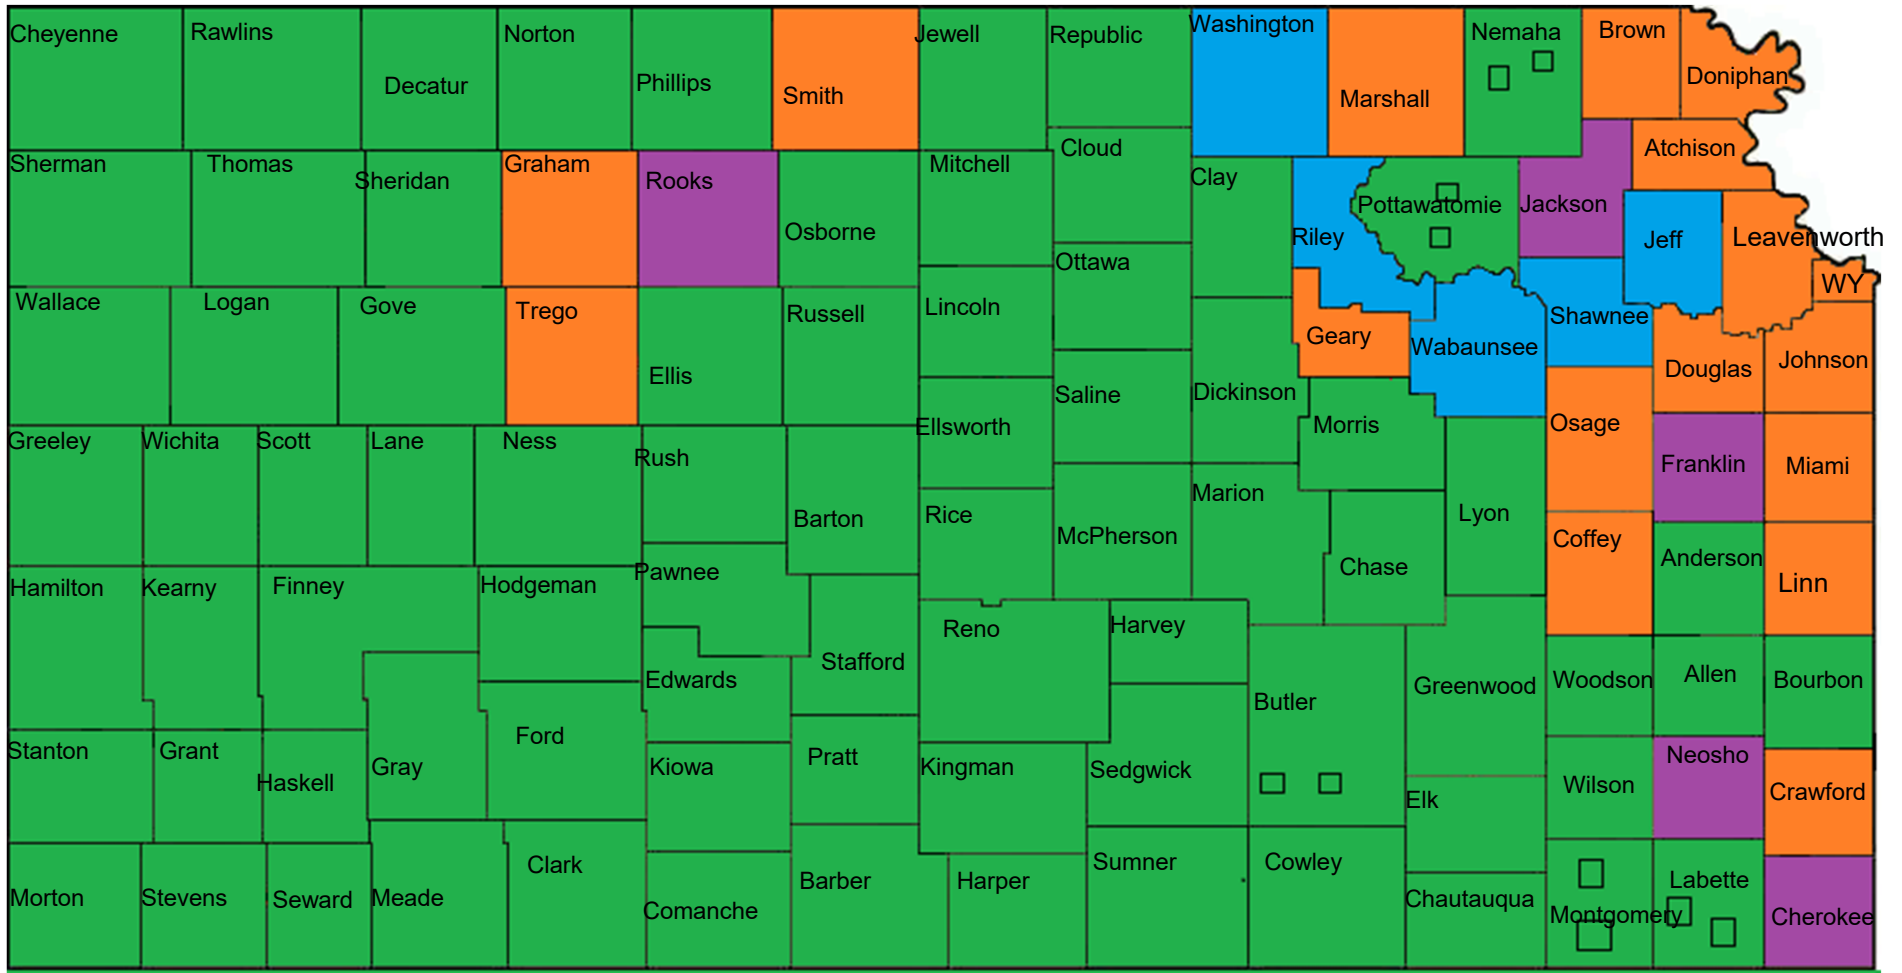 Cheyenne
Rawlins
Decatur
Norton
Phillips
Smith
Jewell
Republic
Washington
Marshall
Nemaha
Brown
Doniphan
Sherman
Thomas
Sheridan
Graham
Rooks
Osborne
Mitchell
Cloud
Clay
Riley
Pottawatomie
Jackson
Atchison
Jeff
Leavenworth
WY
Wallace
Logan
Gove
Trego
Ellis
Russell
Lincoln
Ottawa
Saline
Dickinson
Geary
Wabaunsee
Shawnee
Douglas
Johnson
Greeley
Wichita
Scott
Lane
Ness
Rush
Barton
Ellsworth
Rice
McPherson
Marion
Morris
Chase
Lyon
Osage
Franklin
Miami
Coffey
Anderson
Linn
Hamilton
Kearny
Finney
Hodgeman
Pawnee
Edwards
Stafford
Reno
Harvey
Butler
Greenwood
Woodson
Allen
Bourbon
Stanton
Grant
Haskell
Gray
Ford
Kiowa
Pratt
Kingman
Sedgwick
Elk
Wilson
Neosho
Crawford
Morton
Stevens
Seward
Meade
Clark
Comanche
Barber
Harper
Sumner
Cowley
Chautauqua
Montgomery
Labette
Cherokee